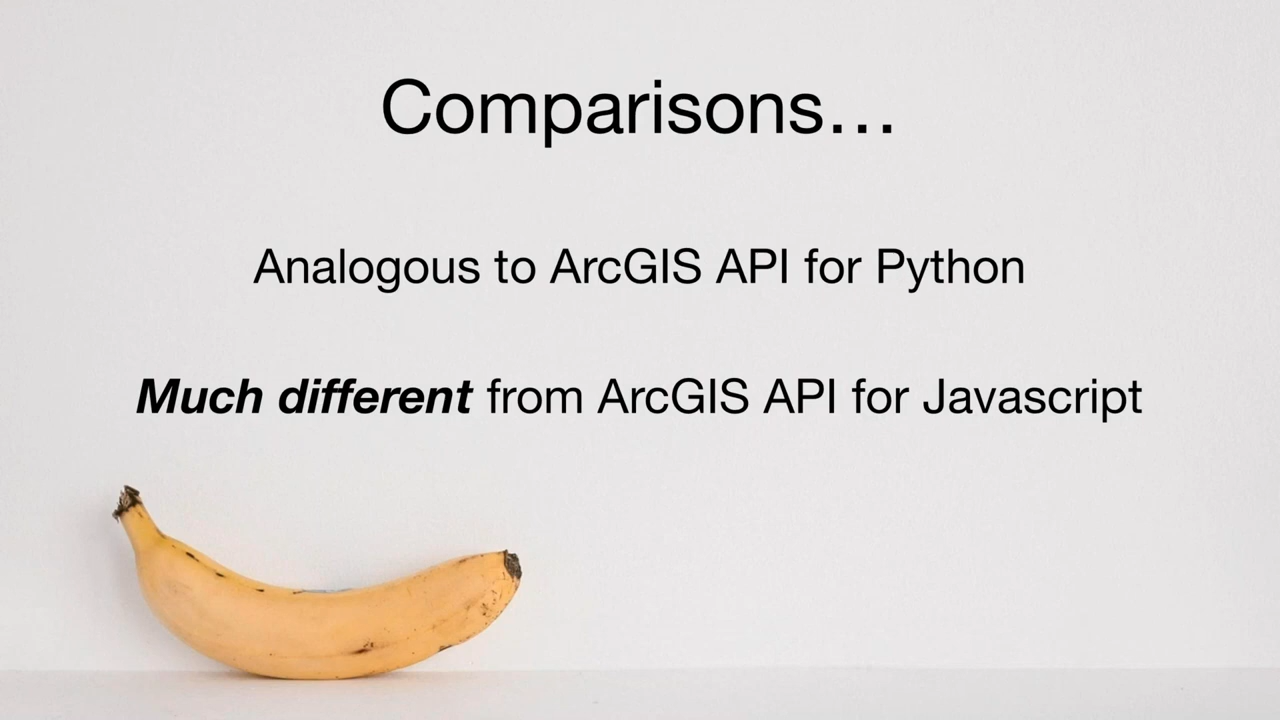 Comparisons…
Analogous to ArcGIS API for Python
Much different from ArcGIS API for Javascript